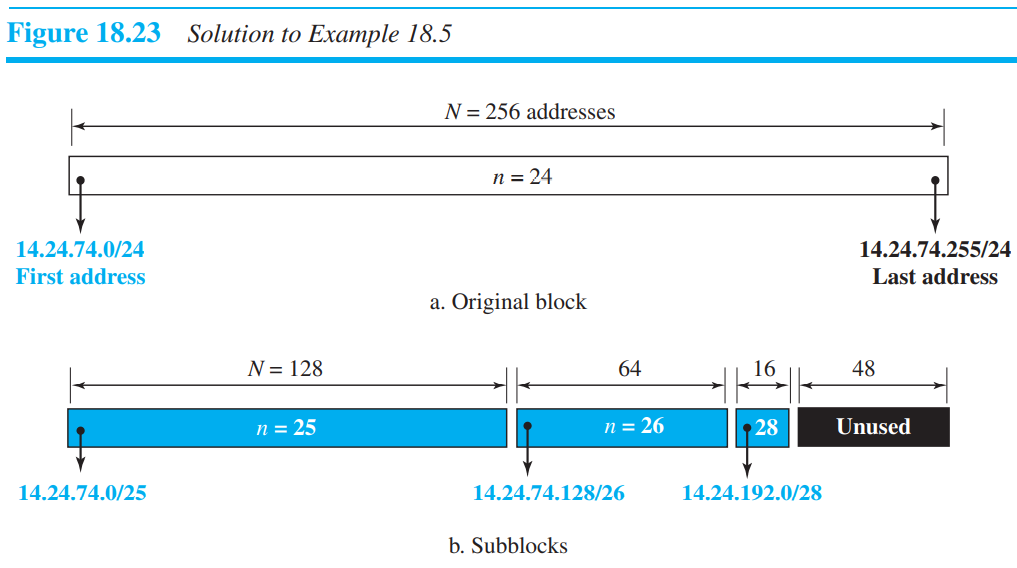 Figure 18.23 Solution to Example 18.5
N = 256 addresses
n = 24
14.24.74.0/24
First address
14.24.74.255/24
Last address
a. Original block
N = 128 64 16 48
n = 25 n = 26 28 Unused
14.24.74.0/25 14.24.74.128/26 14.24.192.0/28
b. Subblocks